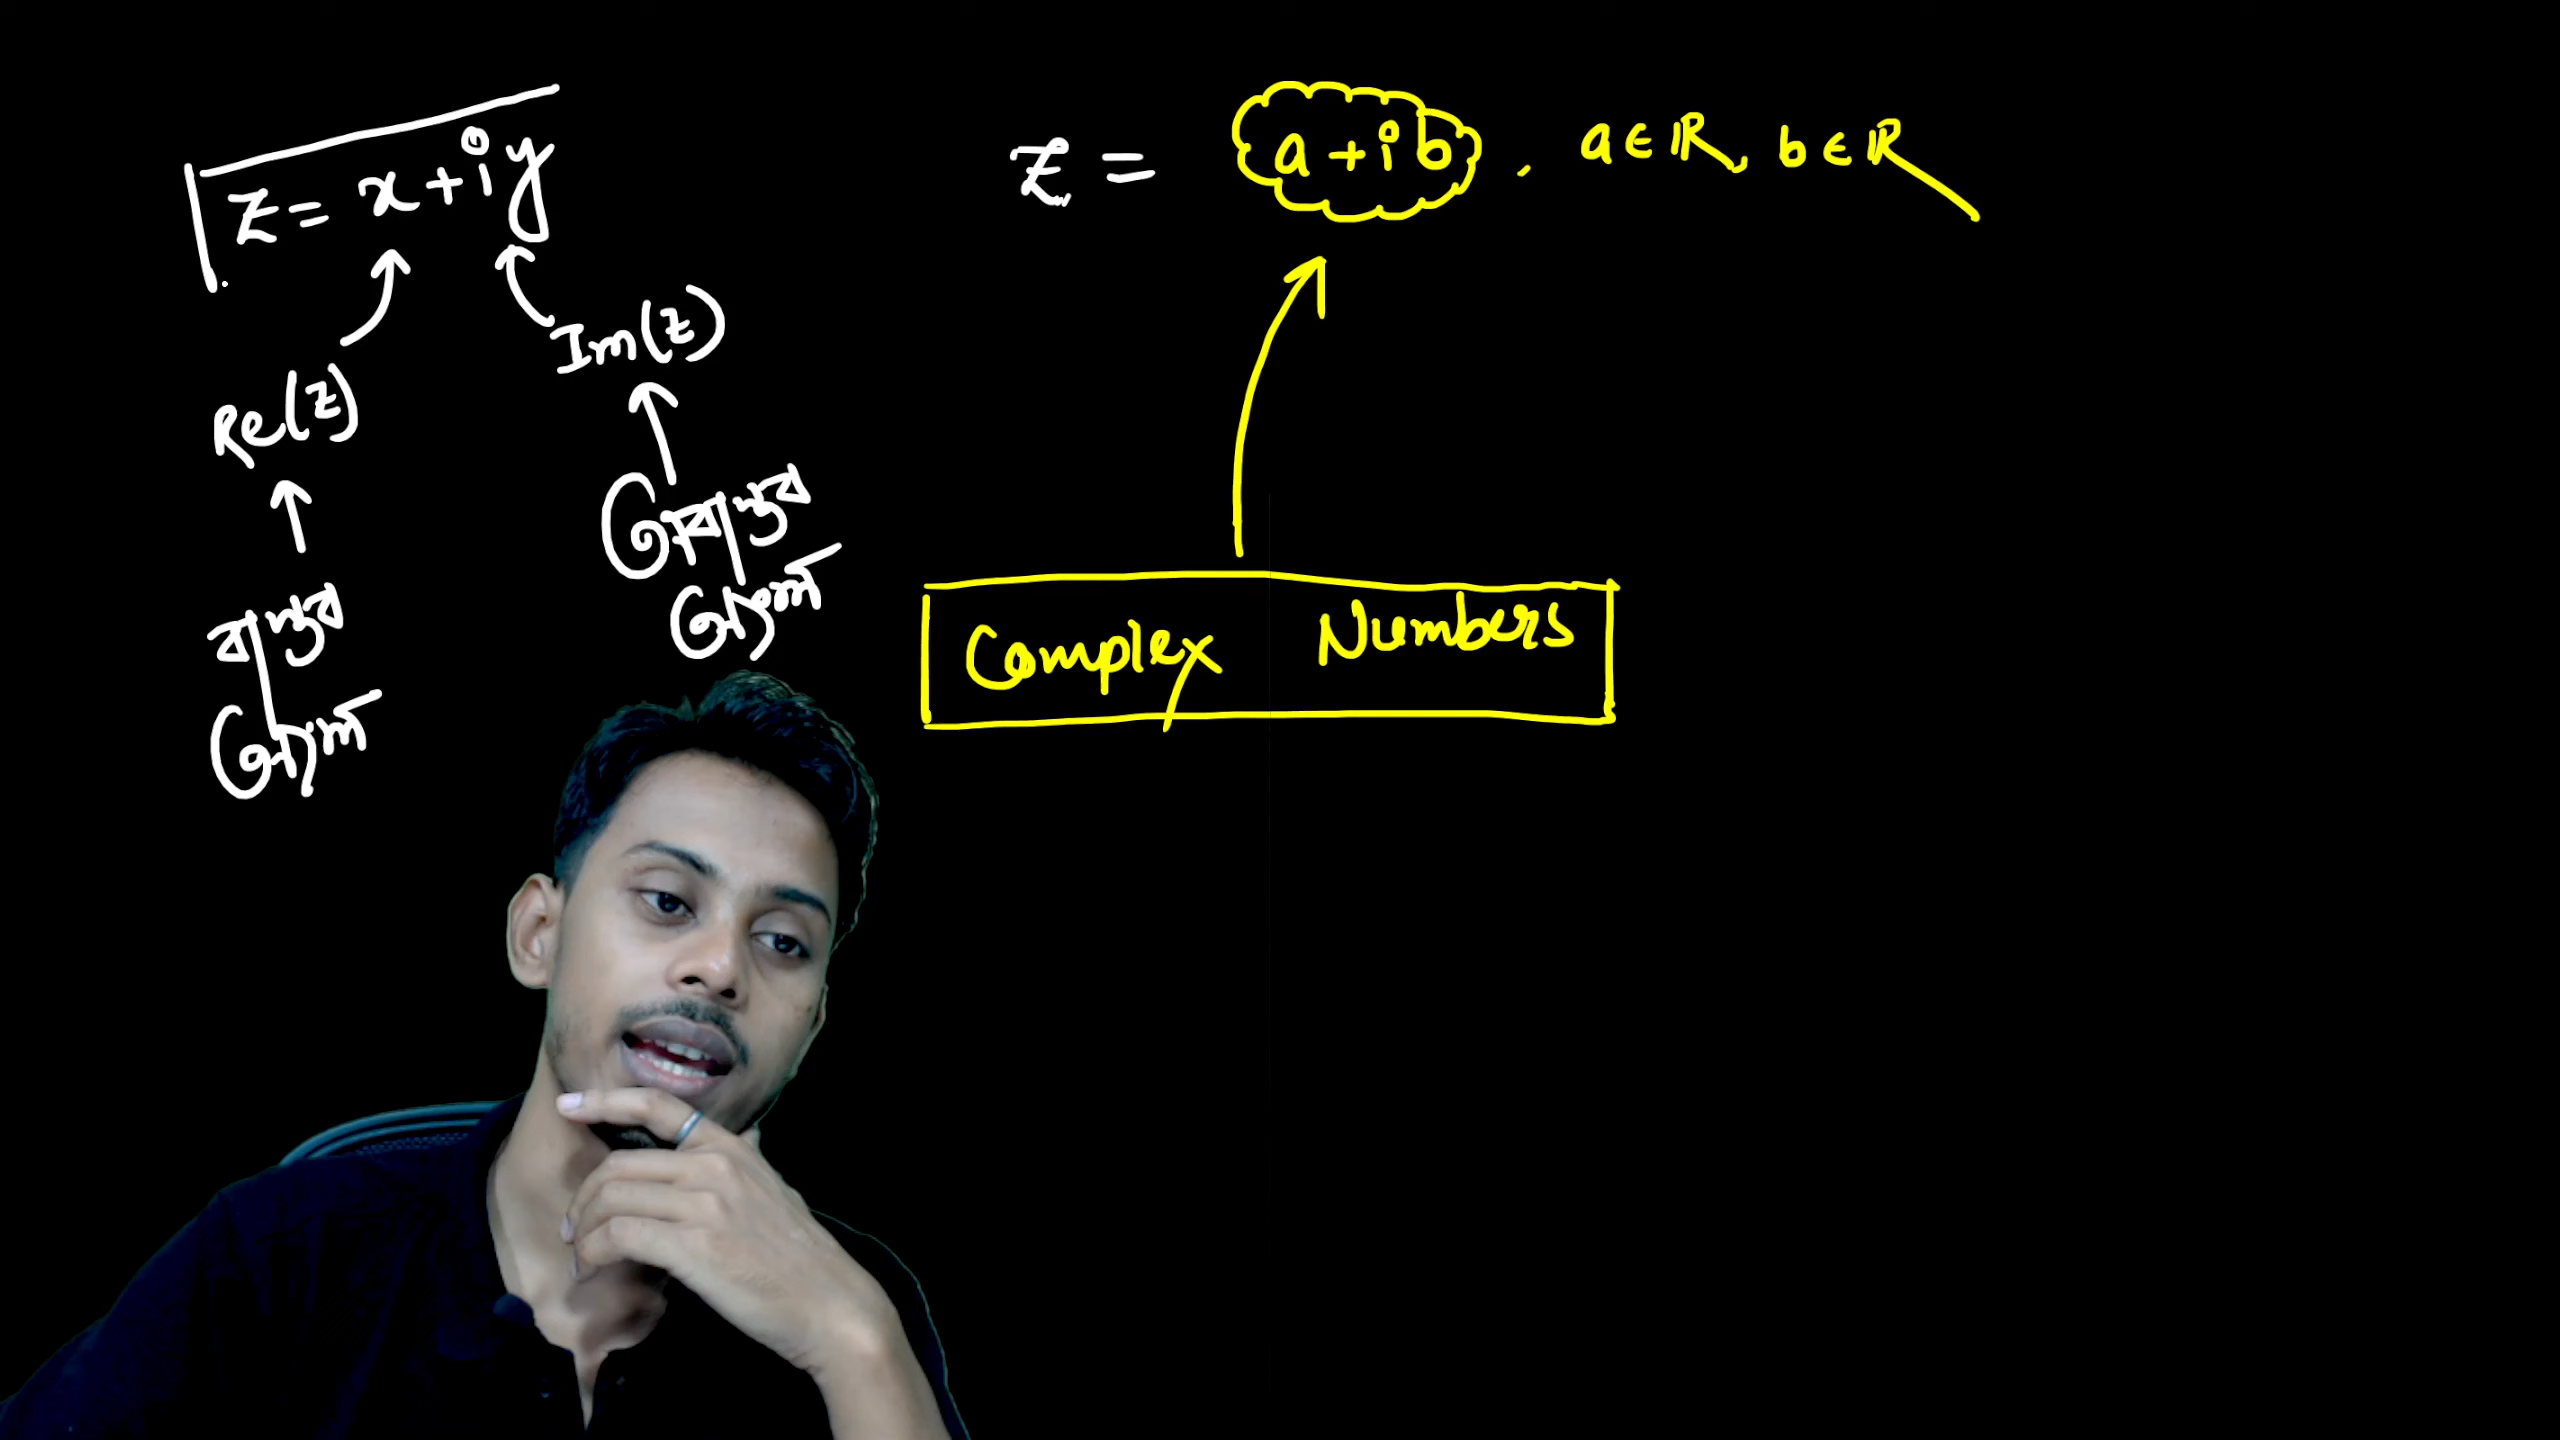 z = x + iy
Re(z)
বাস্তব
অংশ
Im(z)
অবাস্তব
অংশ
z = a + ib , a ∈ ℝ, b ∈ ℝ
Complex Numbers